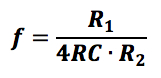 f = R₁ / 4RC · R₂